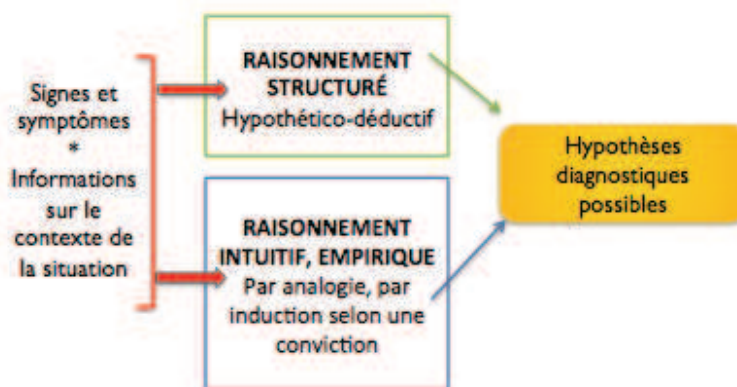 Signes et
symptômes
*
Informations
sur le
contexte de
la situation
RAISONNEMENT
STRUCTURÉ
Hypothético-déductif
RAISONNEMENT
INTUITIF, EMPIRIQUE
Par analogie, par
induction selon une
conviction
Hypothèses
diagnostiques
possibles